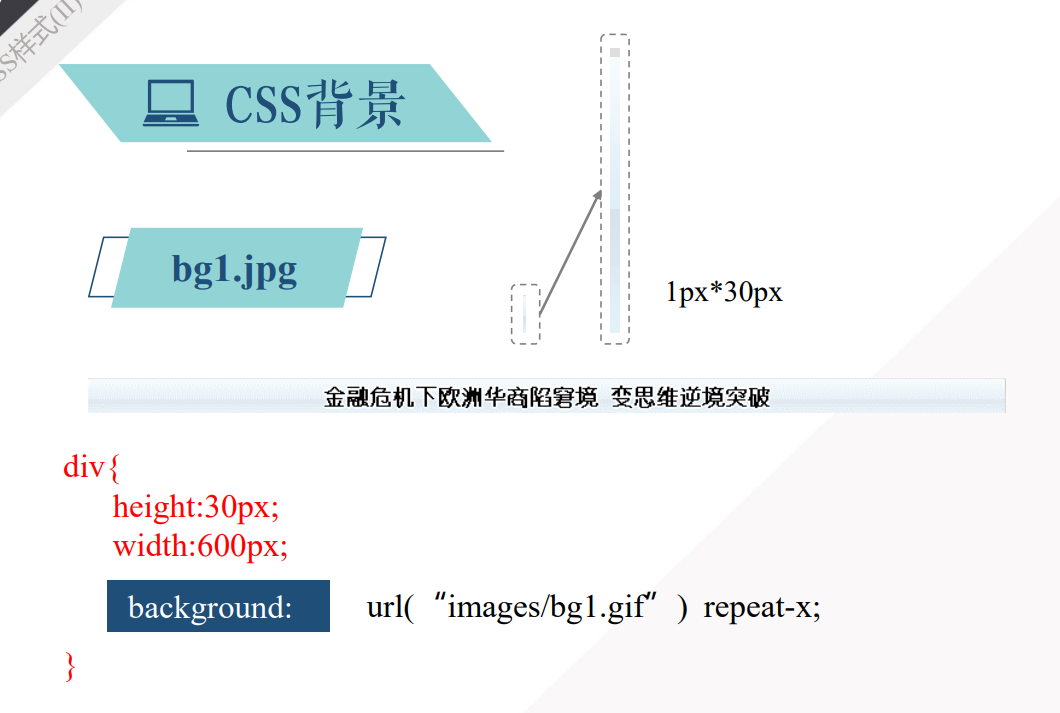 SS样式(II)
CSS背景
bg1.jpg
1px*30px
金融危机下欧洲华商陷窘境 变思维逆境突破
div{
height:30px;
width:600px;
background: url(“images/bg1.gif”) repeat-x;
}